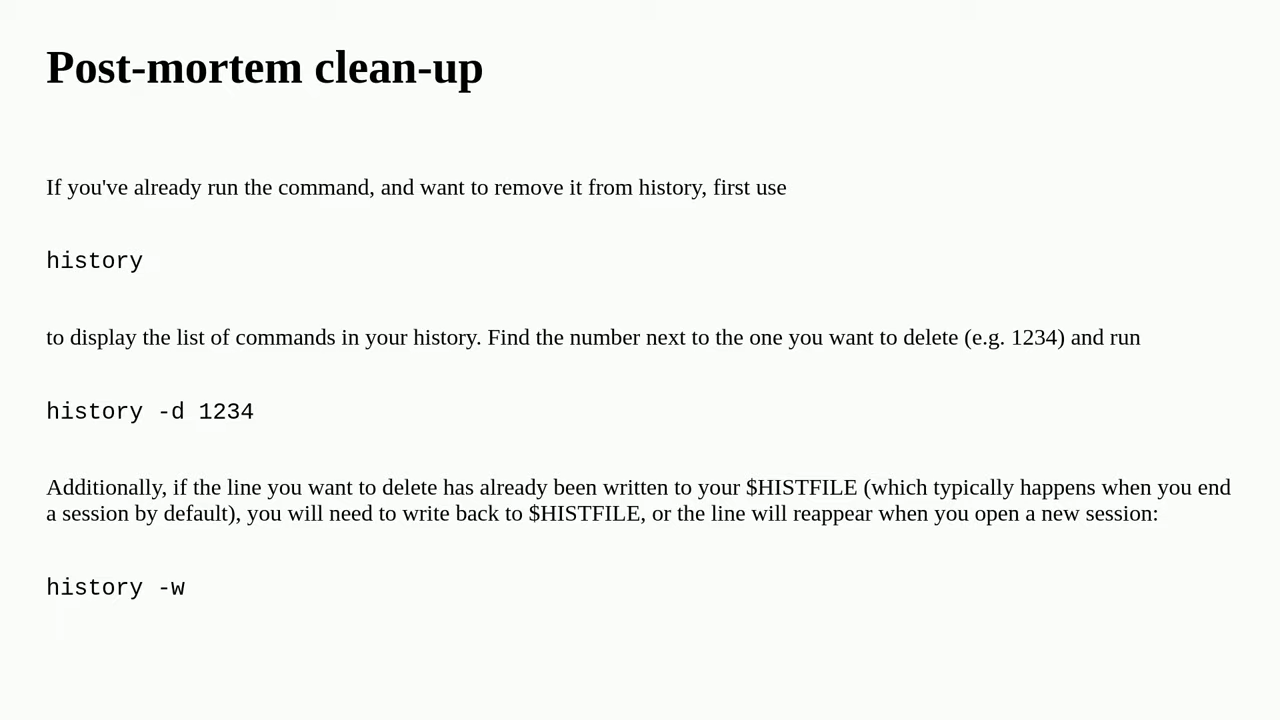 Post-mortem clean-up
If you've already run the command, and want to remove it from history, first use
history
to display the list of commands in your history. Find the number next to the one you want to delete (e.g. 1234) and run
history -d 1234
Additionally, if the line you want to delete has already been written to your $HISTFILE (which typically happens when you end
a session by default), you will need to write back to $HISTFILE, or the line will reappear when you open a new session:
history -w